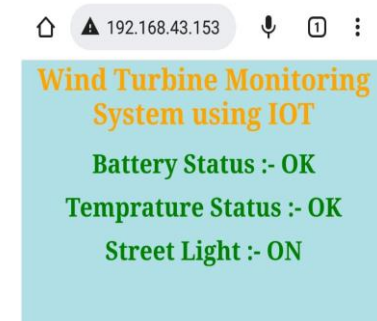 192.168.43.153
1
Wind Turbine Monitoring
System using IOT
Battery Status :- OK
Temprature Status :- OK
Street Light :- ON